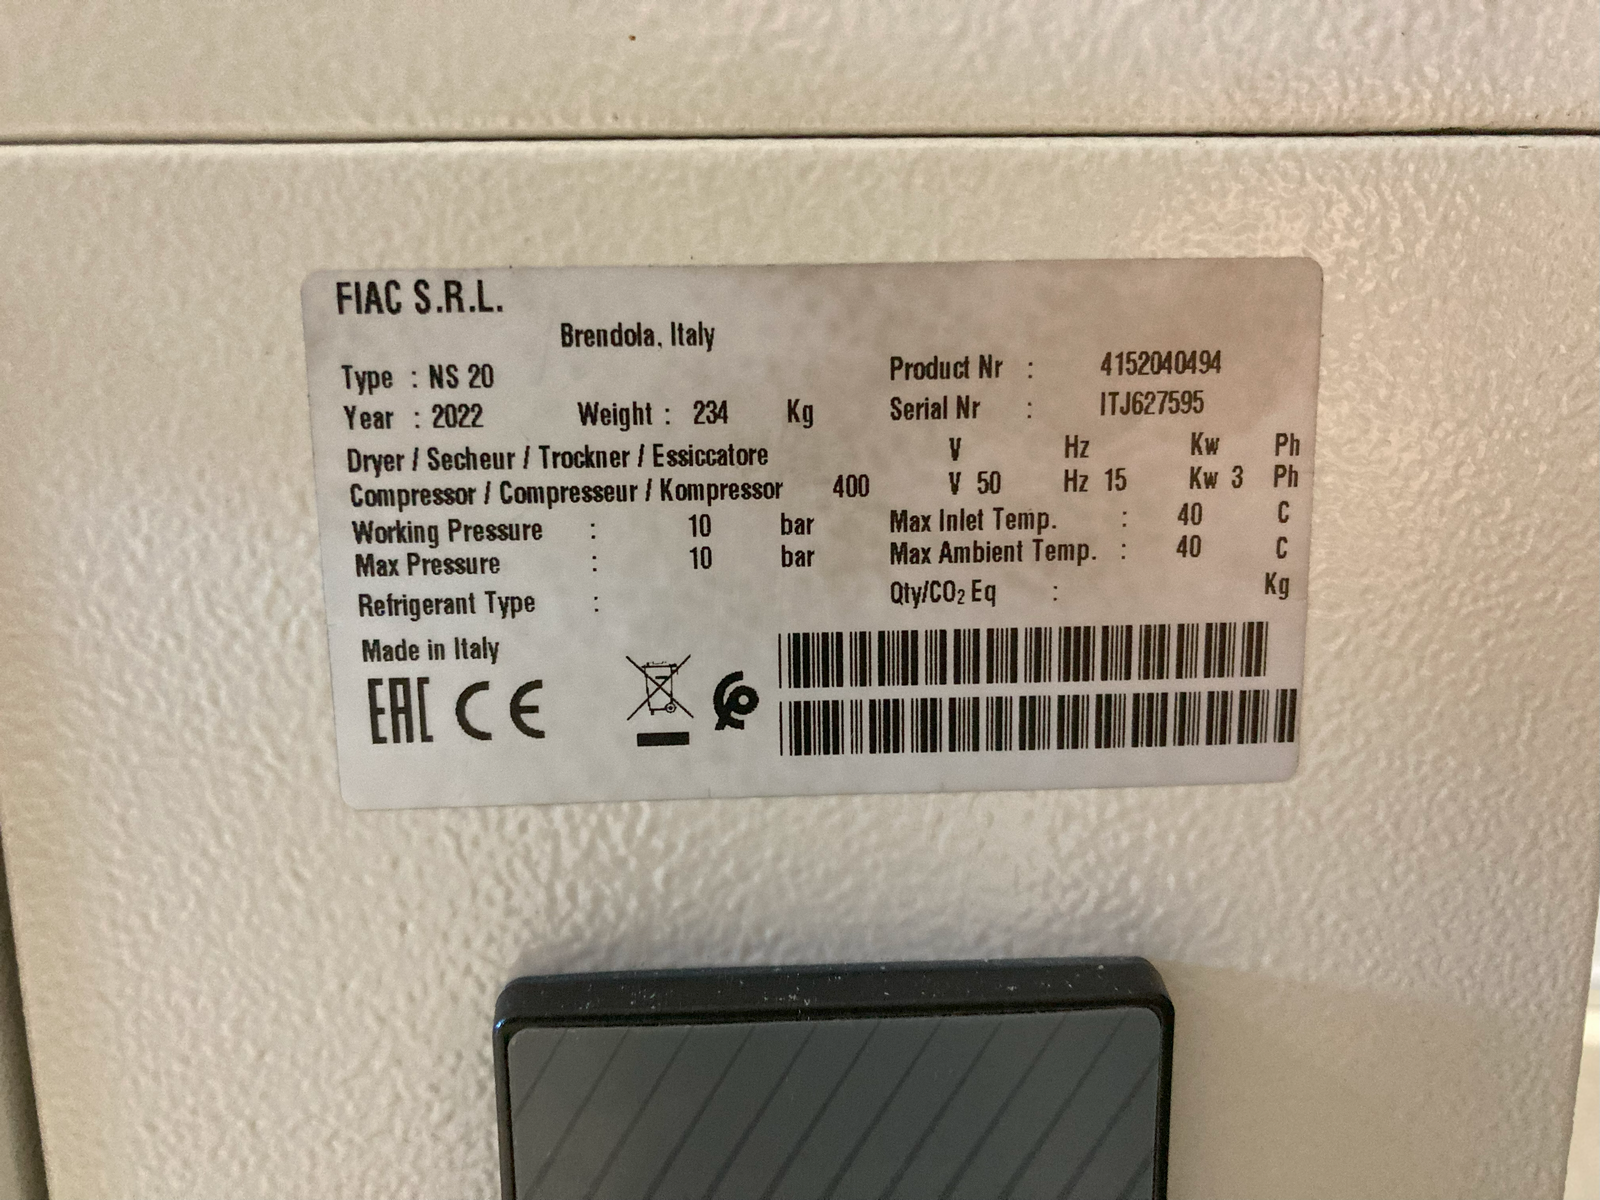 FIAC S.R.L.
Brendola, Italy
Type : NS 20
Product Nr : 4152040494
Year : 2022 Weight : 234 Kg
Serial Nr : ITJ627595
Dryer / Secheur / Trockner / Essiccatore V Hz Kw Ph
Compressor / Compresseur / Kompressor 400 V 50 Hz 15 Kw 3 Ph
Working Pressure : 10 bar
Max Inlet Temp. : 40 C
Max Pressure : 10 bar
Max Ambient Temp. : 40 C
Refrigerant Type :
Qty/CO₂ Eq : Kg
Made in Italy
EAC CE